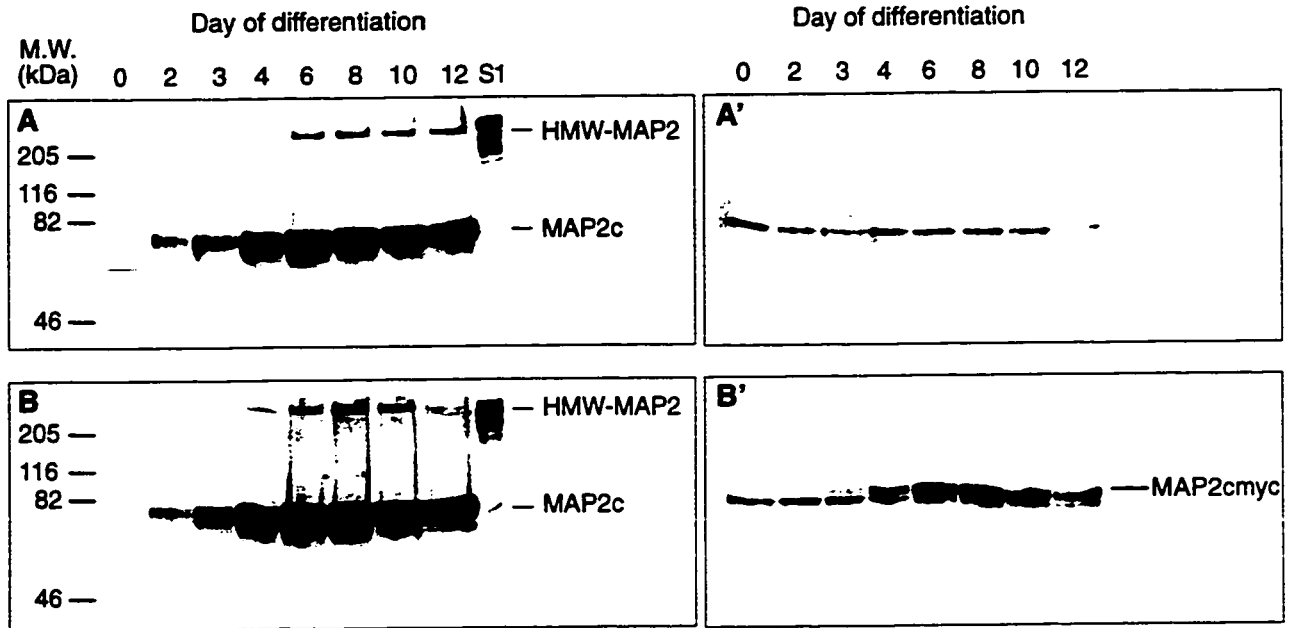 Day of differentiation
M.W.
(kDa) 0 2 3 4 6 8 10 12 S1
A
205
116
82
46
HMW-MAP2
MAP2c
Day of differentiation
0 2 3 4 6 8 10 12
A'
B
205
116
82
46
HMW-MAP2
MAP2c
B'
MAP2cmyc